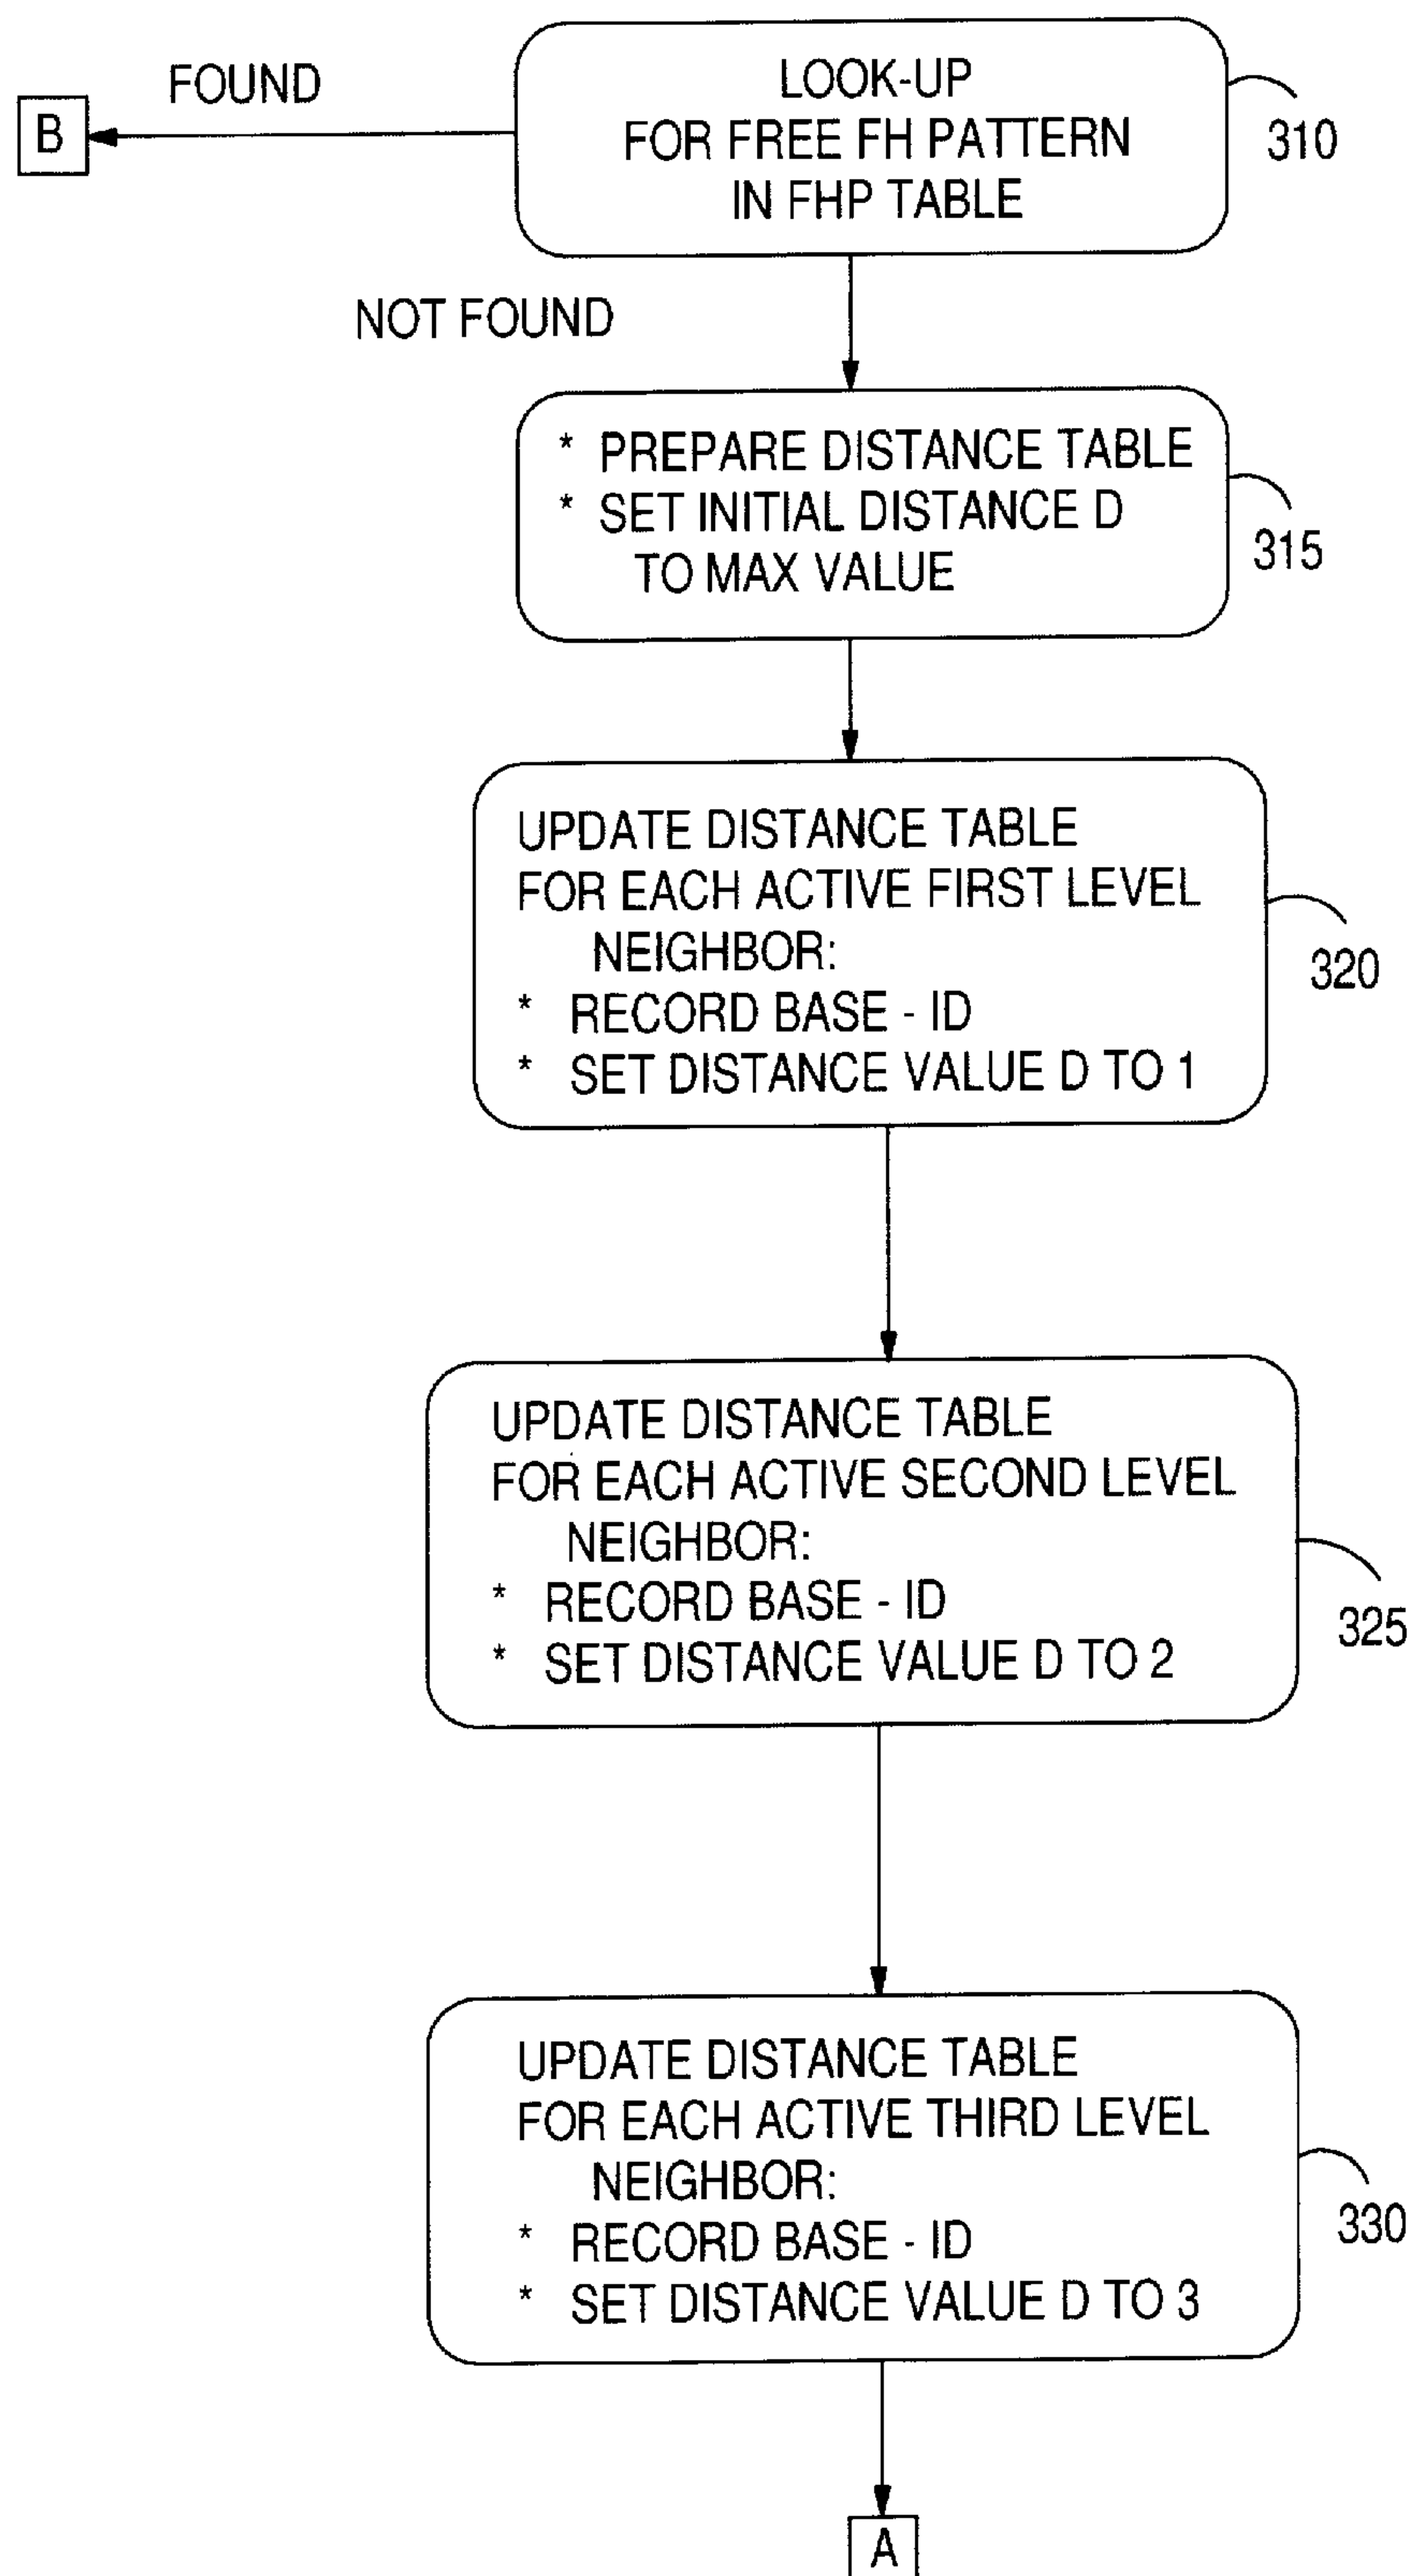 FOUND
B
LOOK-UP
FOR FREE FH PATTERN
IN FHP TABLE
310
NOT FOUND
* PREPARE DISTANCE TABLE
* SET INITIAL DISTANCE D
TO MAX VALUE
315
UPDATE DISTANCE TABLE
FOR EACH ACTIVE FIRST LEVEL
NEIGHBOR:
* RECORD BASE - ID
* SET DISTANCE VALUE D TO 1
320
UPDATE DISTANCE TABLE
FOR EACH ACTIVE SECOND LEVEL
NEIGHBOR:
* RECORD BASE - ID
* SET DISTANCE VALUE D TO 2
325
UPDATE DISTANCE TABLE
FOR EACH ACTIVE THIRD LEVEL
NEIGHBOR:
* RECORD BASE - ID
* SET DISTANCE VALUE D TO 3
330
A